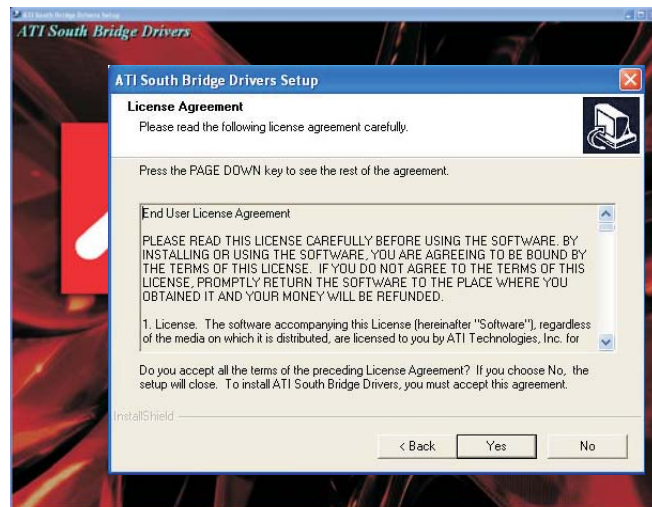 ATI South Bridge Drivers Setup
ATI South Bridge Drivers
ATI South Bridge Drivers Setup
License Agreement
Please read the following license agreement carefully.
Press the PAGE DOWN key to see the rest of the agreement.
End User License Agreement
PLEASE READ THIS LICENSE CAREFULLY BEFORE USING THE SOFTWARE. BY
INSTALLING OR USING THE SOFTWARE, YOU ARE AGREEING TO BE BOUND BY
THE TERMS OF THIS LICENSE. IF YOU DO NOT AGREE TO THE TERMS OF THIS
LICENSE, PROMPTLY RETURN THE SOFTWARE TO THE PLACE WHERE YOU
OBTAINED IT AND YOUR MONEY WILL BE REFUNDED.
1. License. The software accompanying this License (hereinafter "Software"), regardless
of the media on which it is distributed, are licensed to you by ATI Technologies, Inc. for
Do you accept all the terms of the preceding License Agreement? If you choose No, the
setup will close. To install ATI South Bridge Drivers, you must accept this agreement.
InstallShield
< Back
Yes
No